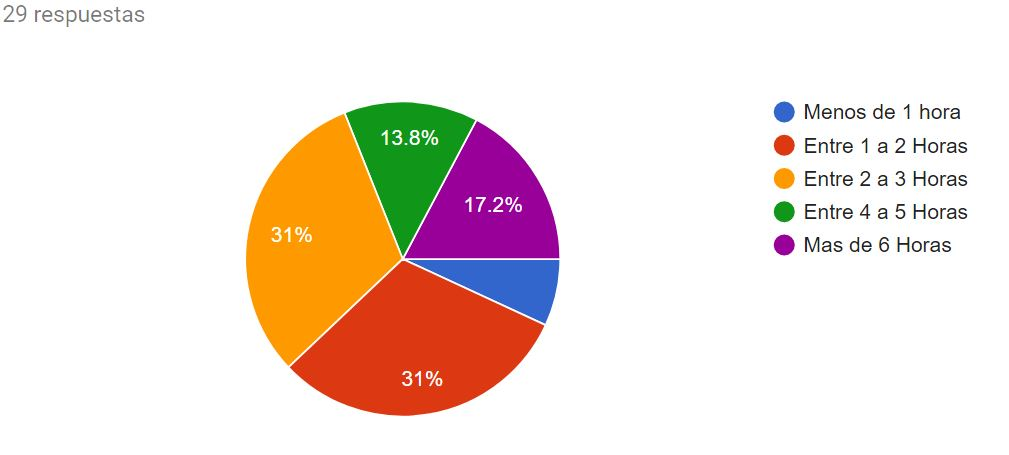 29 respuestas
13.8%
17.2%
31%
31%
Menos de 1 hora
Entre 1 a 2 Horas
Entre 2 a 3 Horas
Entre 4 a 5 Horas
Mas de 6 Horas